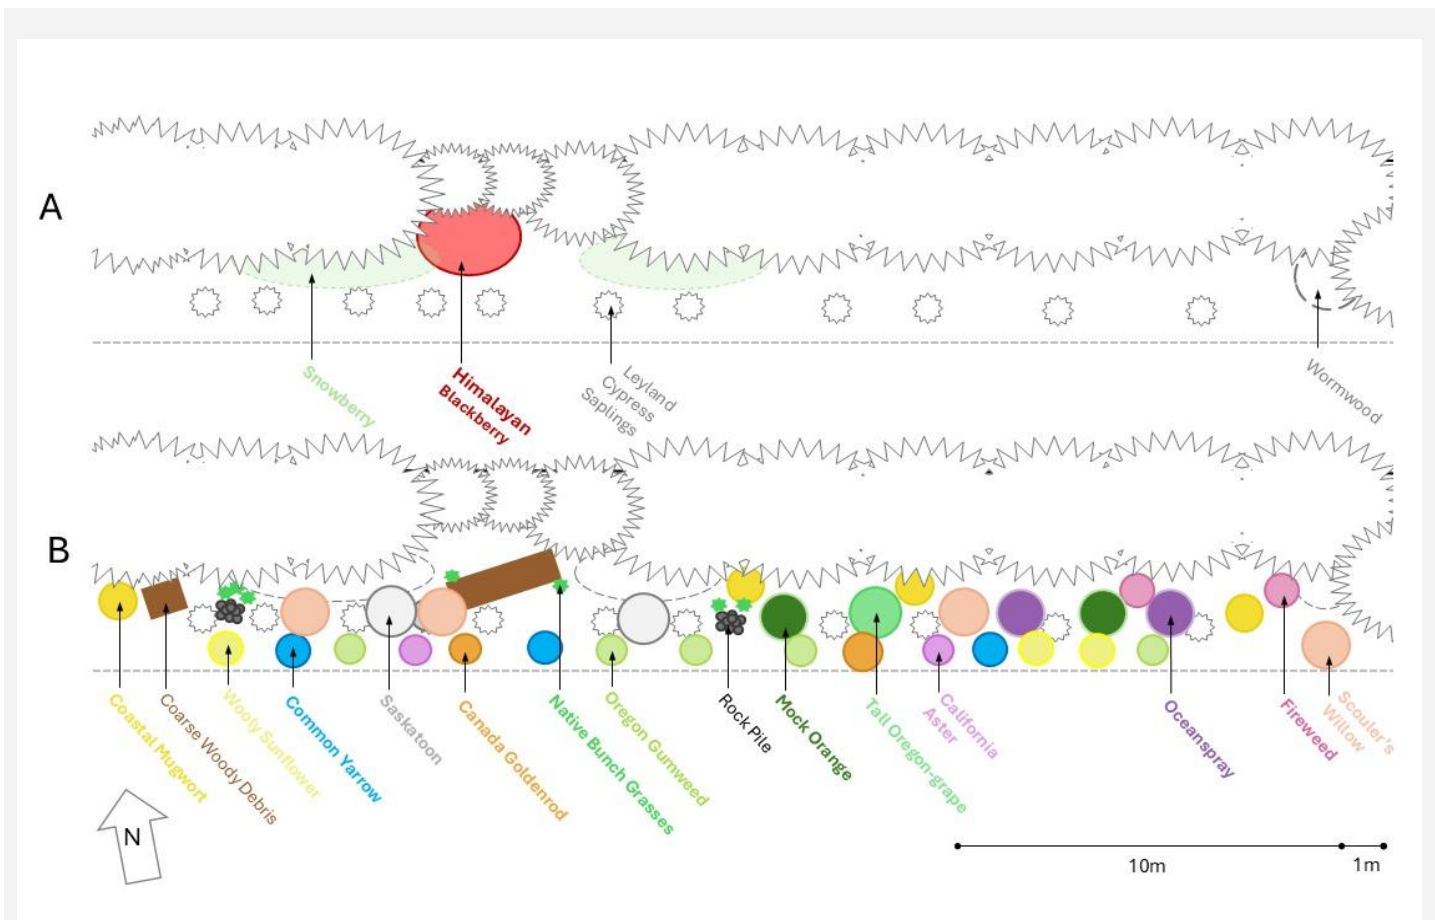 A
Snowberry
Himalayan
Blackberry
Leyland
Cypress
Saplings
Wormwood
B
Coastal Mugwort
Coarse Woody Debris
Wooly Sunflower
Common Yarrow
Saskatoon
Canada Goldenrod
Native Bunch Grasses
Oregon Gumweed
Rock Pile
Mock Orange
Tall Oregon-grape
California
Aster
Oceanspray
Fireweed
Scouler's
Willow
N
10m
1m